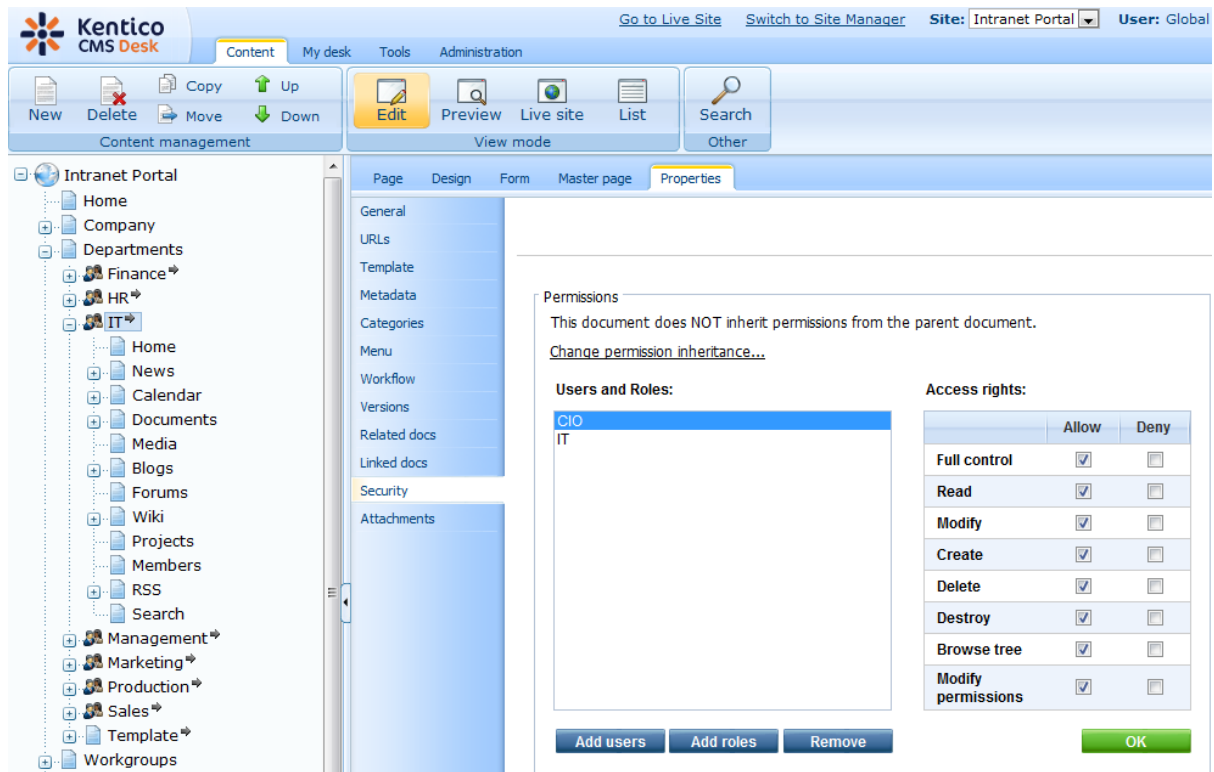 Kentico
CMS Desk
Go to Live Site Switch to Site Manager Site: Intranet Portal User: Global
Content My desk Tools Administration
New Delete Copy Move Up Down
Content management
Edit Preview Live site List
View mode
Search
Other
Intranet Portal
Home
Company
Departments
Finance
HR
IT
Home
News
Calendar
Documents
Media
Blogs
Forums
Wiki
Projects
Members
RSS
Search
Management
Marketing
Production
Sales
Template
Workgroups
Page Design Form Master page Properties
General
URLs
Template
Metadata
Categories
Menu
Workflow
Versions
Related docs
Linked docs
Security
Attachments
Permissions
This document does NOT inherit permissions from the parent document.
Change permission inheritance...
Users and Roles:
CIO
IT
Add users Add roles Remove
Access rights:
Allow Deny
Full control
Read
Modify
Create
Delete
Destroy
Browse tree
Modify
permissions
OK